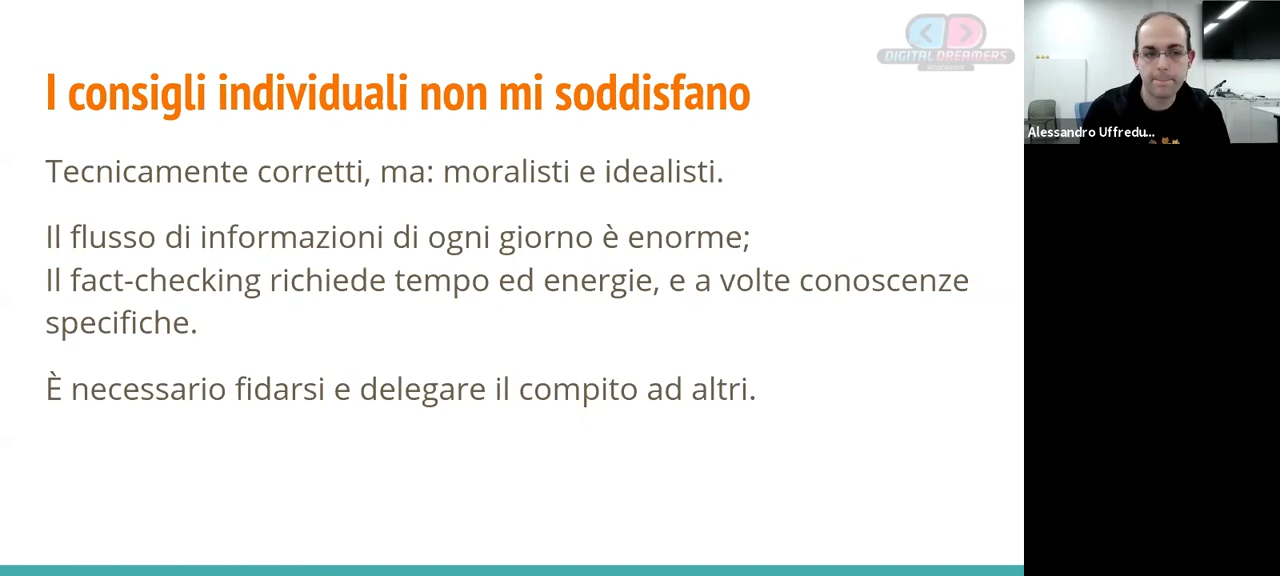 DIGITAL DREAMERS
I consigli individuali non mi soddisfano
Tecnicamente corretti, ma: moralisti e idealisti.
Il flusso di informazioni di ogni giorno è enorme;
Il fact-checking richiede tempo ed energie, e a volte conoscenze
specifiche.
È necessario fidarsi e delegare il compito ad altri.
Alessandro Uffredu...